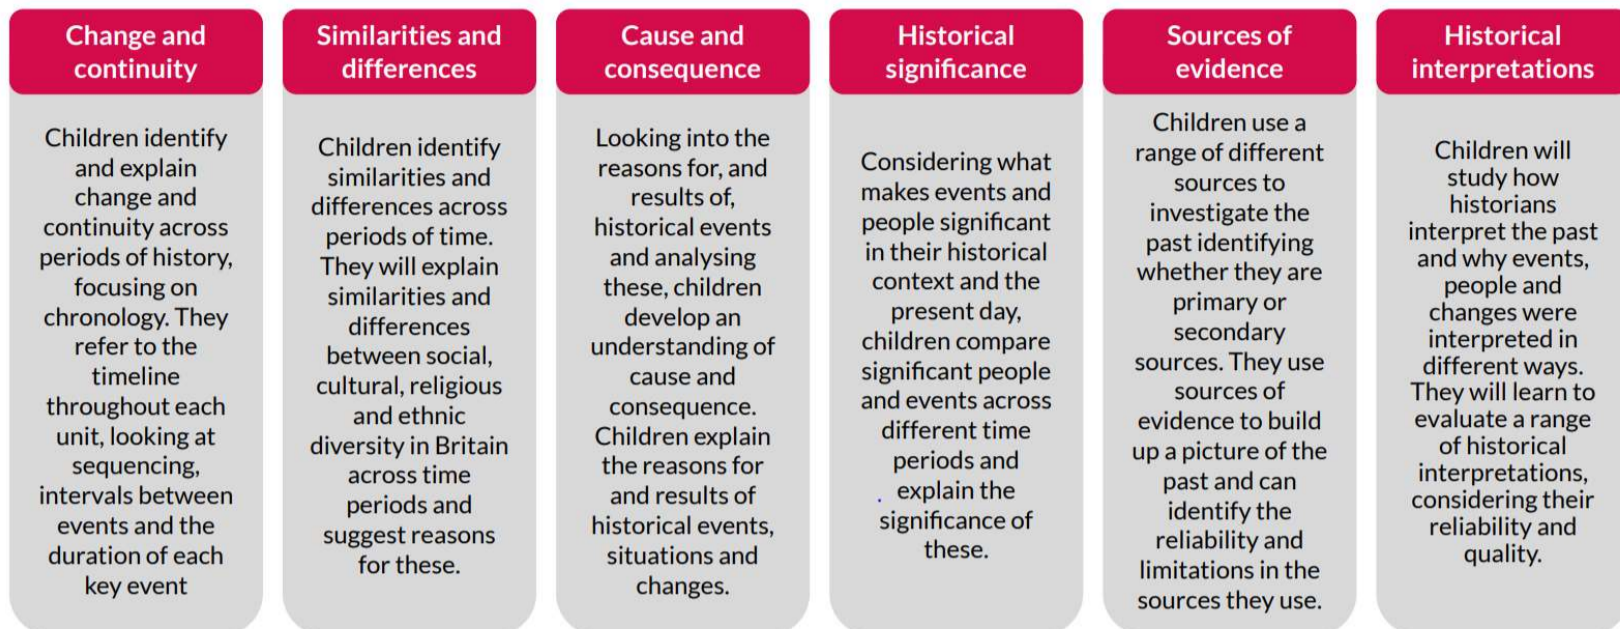 Change and
continuity
Children identify
and explain
change and
continuity across
periods of history,
focusing on
chronology. They
refer to the
timeline
throughout each
unit, looking at
sequencing,
intervals between
events and the
duration of each
key event
Similarities and
differences
Children identify
similarities and
differences across
periods of time.
They will explain
similarities and
differences
between social,
cultural, religious
and ethnic
diversity in Britain
across time
periods and
suggest reasons
for these.
Cause and
consequence
Looking into the
reasons for, and
results of,
historical events
and analysing
these, children
develop an
understanding of
cause and
consequence.
Children explain
the reasons for
and results of
historical events,
situations and
changes.
Historical
significance
Considering what
makes events and
people significant
in their historical
context and the
present day,
children compare
significant people
and events across
different time
periods and
. explain the
significance of
these.
Sources of
evidence
Children use a
range of different
sources to
investigate the
past identifying
whether they are
primary or
secondary
sources. They use
sources of
evidence to build
up a picture of the
past and can
identify the
reliability and
limitations in the
sources they use.
Historical
interpretations
Children will
study how
historians
interpret the past
and why events,
people and
changes were
interpreted in
different ways.
They will learn to
evaluate a range
of historical
interpretations,
considering their
reliability and
quality.